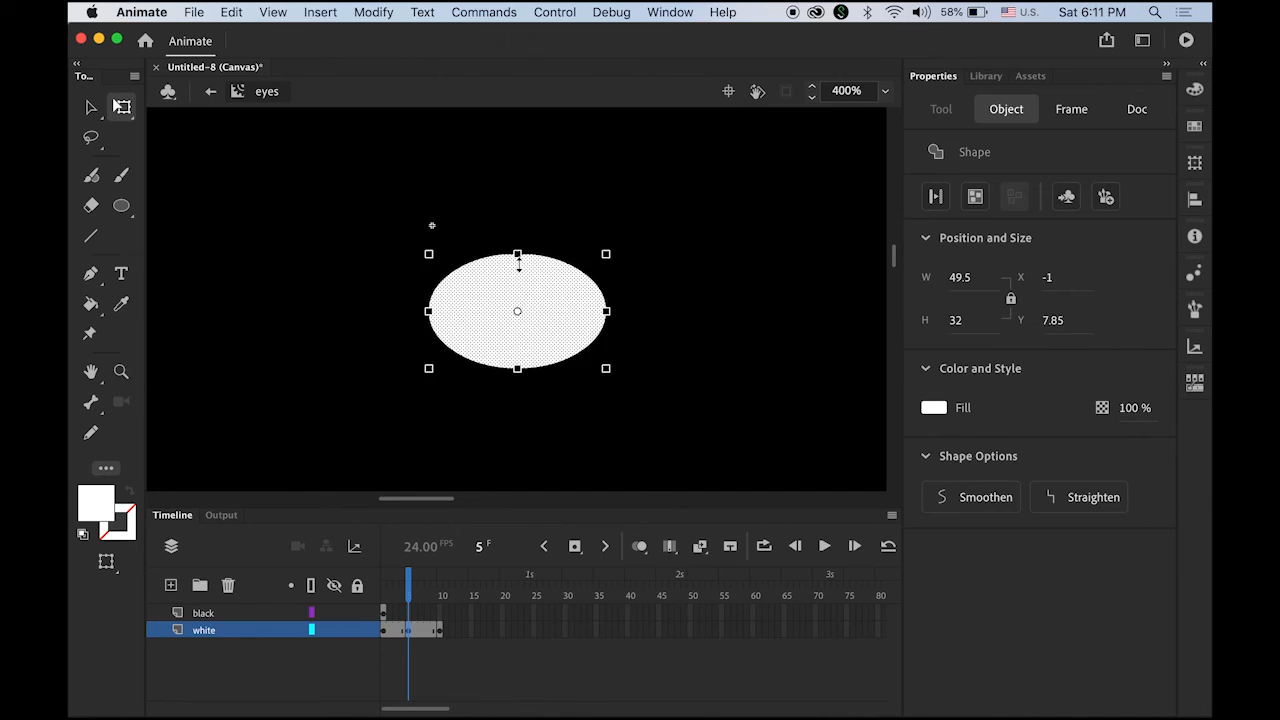 Animate File Edit View Insert Modify Text Commands Control Debug Window Help 58% U.S. Sat 6:11 PM
Animate
To... Untitled-8 (Canvas)* Properties Library Assets
eyes 400%
Tool Object Frame Doc
Shape
Position and Size
W 49.5 X -1
H 32 Y 7.85
Color and Style
Fill 100 %
Shape Options
Smoothen Straighten
Timeline Output
24.00 FPS 5 F
1s 2s 3s
10 15 20 25 30 35 40 45 50 55 60 65 70 75 80
black
white